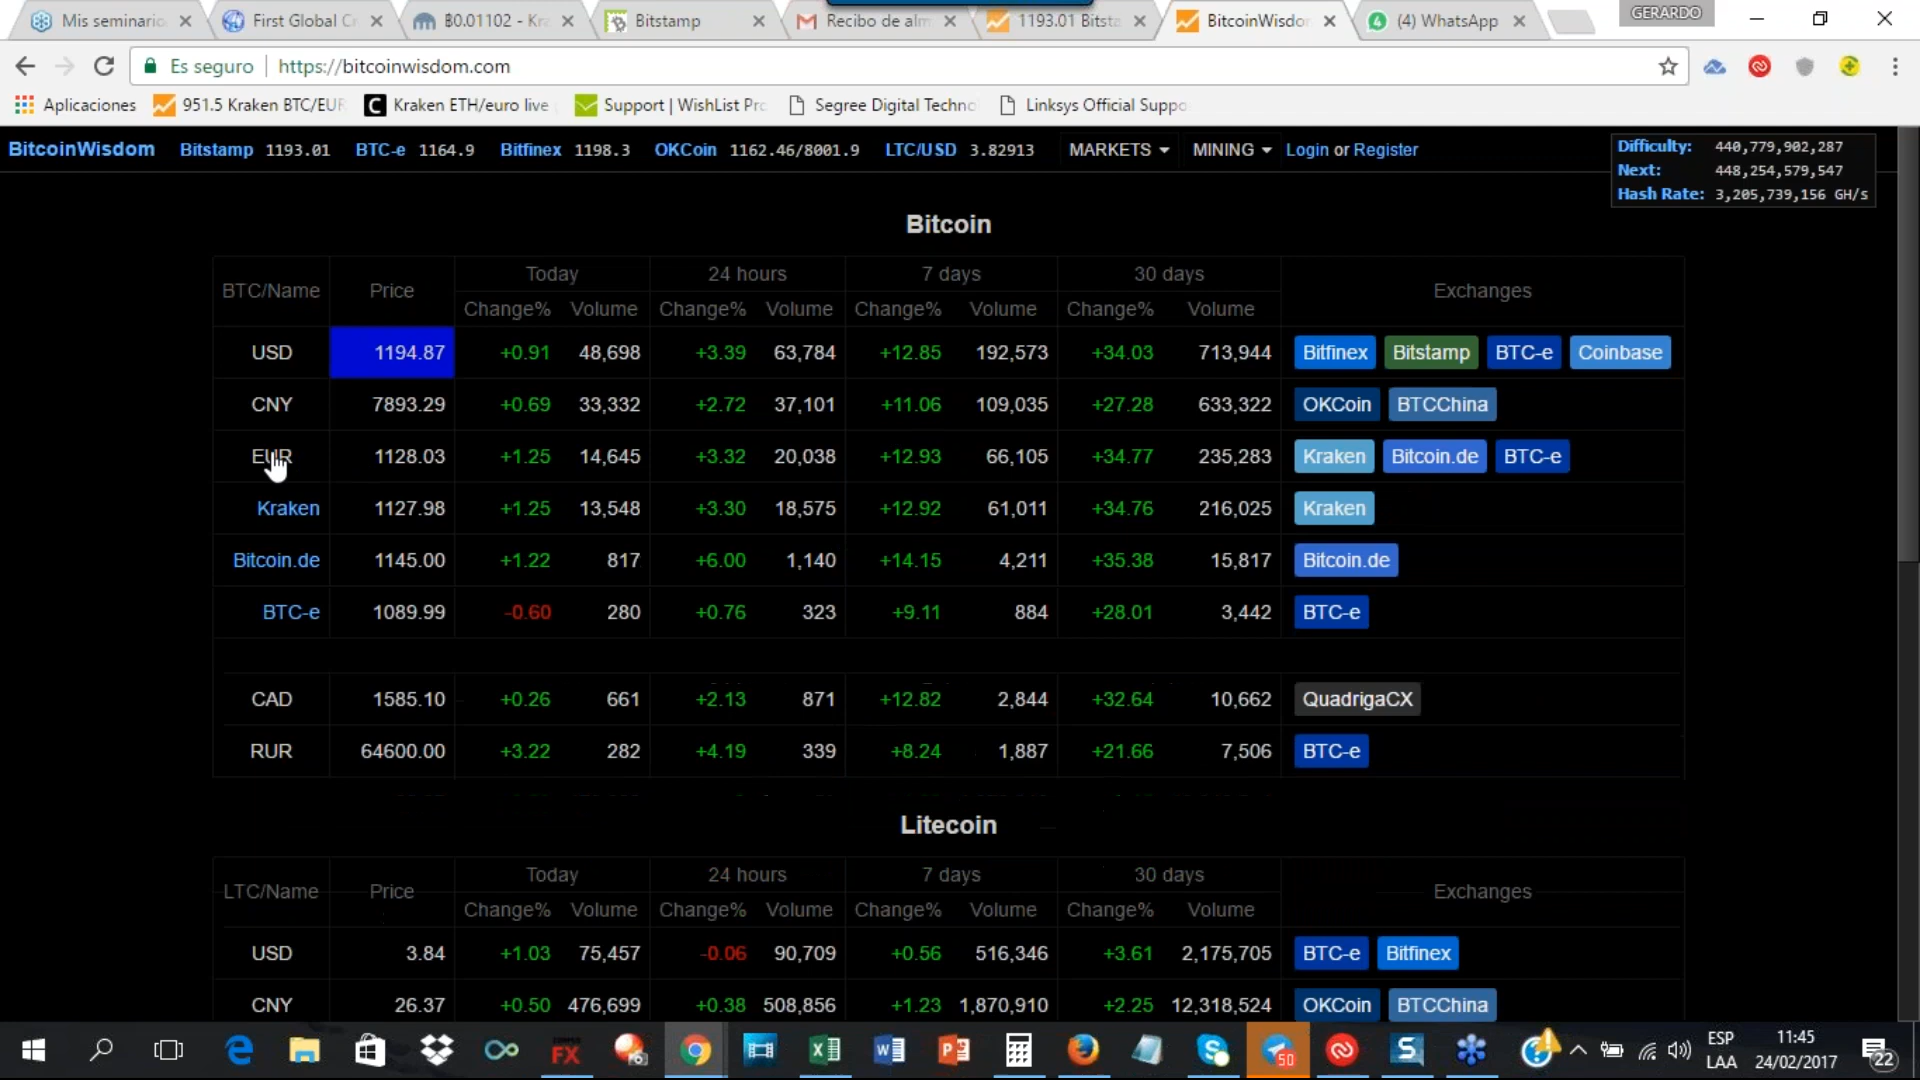 Mis seminario
First Global Cr
฿0.01102 - Kra
Bitstamp
Recibo de alm
1193.01 Bitsta
BitcoinWisdo
(4) WhatsApp
GERARDO
Es seguro
https://bitcoinwisdom.com
Aplicaciones
951.5 Kraken BTC/EUR
Kraken ETH/euro live
Support | WishList Pro
Segree Digital Techno
Linksys Official Suppo
BitcoinWisdom Bitstamp 1193.01 BTC-e 1164.9 Bitfinex 1198.3 OKCoin 1162.46/8001.9 LTC/USD 3.82913 MARKETS MINING Login or Register
Difficulty: 440,779,902,287
Next: 448,254,579,547
Hash Rate: 3,205,739,156 GH/s
Bitcoin
BTC/Name Price Today 24 hours 7 days 30 days Exchanges
Change% Volume Change% Volume Change% Volume Change% Volume
USD 1194.87 +0.91 48,698 +3.39 63,784 +12.85 192,573 +34.03 713,944 Bitfinex Bitstamp BTC-e Coinbase
CNY 7893.29 +0.69 33,332 +2.72 37,101 +11.06 109,035 +27.28 633,322 OKCoin BTCChina
EUR 1128.03 +1.25 14,645 +3.32 20,038 +12.93 66,105 +34.77 235,283 Kraken Bitcoin.de BTC-e
Kraken 1127.98 +1.25 13,548 +3.30 18,575 +12.92 61,011 +34.76 216,025 Kraken
Bitcoin.de 1145.00 +1.22 817 +6.00 1,140 +14.15 4,211 +35.38 15,817 Bitcoin.de
BTC-e 1089.99 -0.60 280 +0.76 323 +9.11 884 +28.01 3,442 BTC-e
CAD 1585.10 +0.26 661 +2.13 871 +12.82 2,844 +32.64 10,662 QuadrigaCX
RUR 64600.00 +3.22 282 +4.19 339 +8.24 1,887 +21.66 7,506 BTC-e
Litecoin
LTC/Name Price Today 24 hours 7 days 30 days Exchanges
Change% Volume Change% Volume Change% Volume Change% Volume
USD 3.84 +1.03 75,457 -0.06 90,709 +0.56 516,346 +3.61 2,175,705 BTC-e Bitfinex
CNY 26.37 +0.50 476,699 +0.38 508,856 +1.23 1,870,910 +2.25 12,318,524 OKCoin BTCChina
FX
50
ESP
LAA
11:45
24/02/2017
22